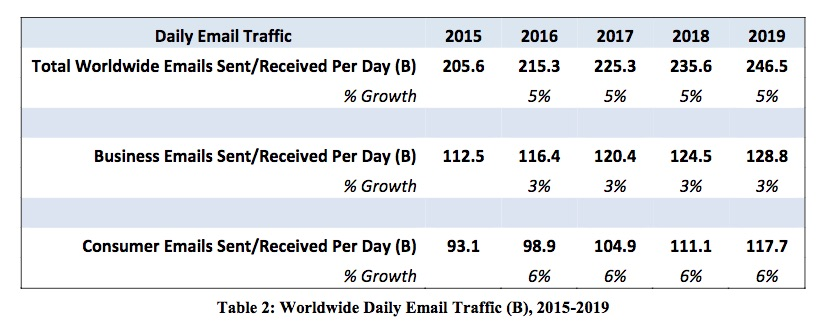 Daily Email Traffic 2015 2016 2017 2018 2019
Total Worldwide Emails Sent/Received Per Day (B) 205.6 215.3 225.3 235.6 246.5
% Growth 5% 5% 5% 5%
Business Emails Sent/Received Per Day (B) 112.5 116.4 120.4 124.5 128.8
% Growth 3% 3% 3% 3%
Consumer Emails Sent/Received Per Day (B) 93.1 98.9 104.9 111.1 117.7
% Growth 6% 6% 6% 6%
Table 2: Worldwide Daily Email Traffic (B), 2015-2019